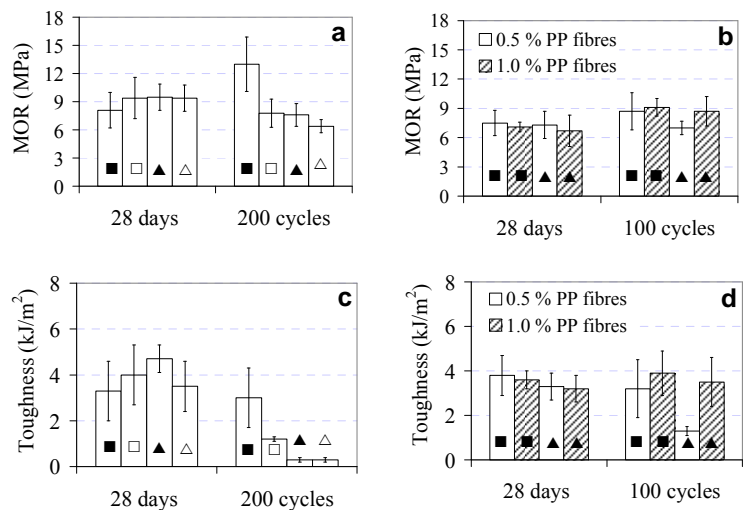 a
MOR (MPa)
18
15
12
9
6
3
0
28 days 200 cycles
b
MOR (MPa)
18
15
12
9
6
3
0
0.5 % PP fibres
1.0 % PP fibres
28 days 100 cycles
c
Toughness (kJ/m²)
8
6
4
2
0
28 days 200 cycles
d
Toughness (kJ/m²)
8
6
4
2
0
0.5 % PP fibres
1.0 % PP fibres
28 days 100 cycles